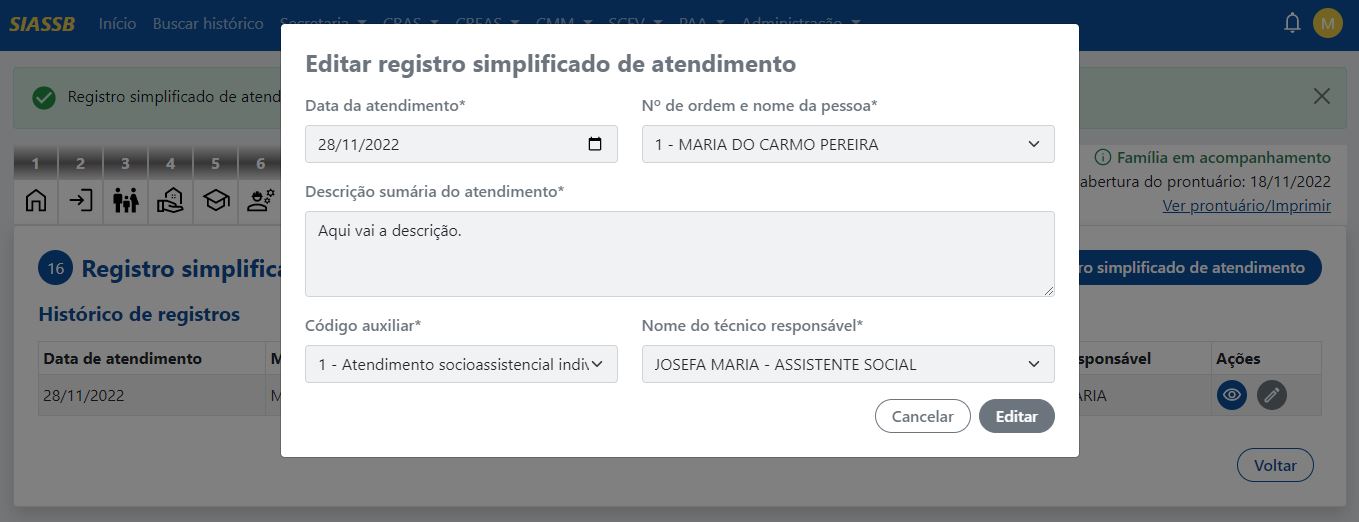 SIASSB Início Buscar histórico Secretaria CRAS CREAS CMM SCFV PAA Administração M
Editar registro simplificado de atendimento
Registro simplificado de atend
Data da atendimento* Nº de ordem e nome da pessoa*
28/11/2022 1 - MARIA DO CARMO PEREIRA
1 2 3 4 5 6
Família em acompanhamento
abertura do prontuário: 18/11/2022
Ver prontuário/Imprimir
Descrição sumária do atendimento*
Aqui vai a descrição.
16 Registro simplifica
ro simplificado de atendimento
Histórico de registros
Código auxiliar* Nome do técnico responsável*
1 - Atendimento socioassistencial indiv JOSEFA MARIA - ASSISTENTE SOCIAL
Data de atendimento M sponsável Ações
28/11/2022 M ARIA
Cancelar Editar
Voltar